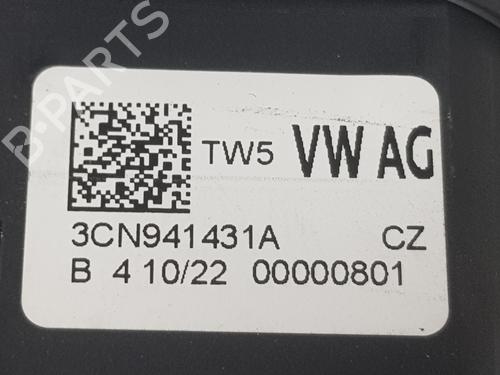 B-PARTS
TW5 VW AG
3CN941431A CZ
B 4 10/22 00000801